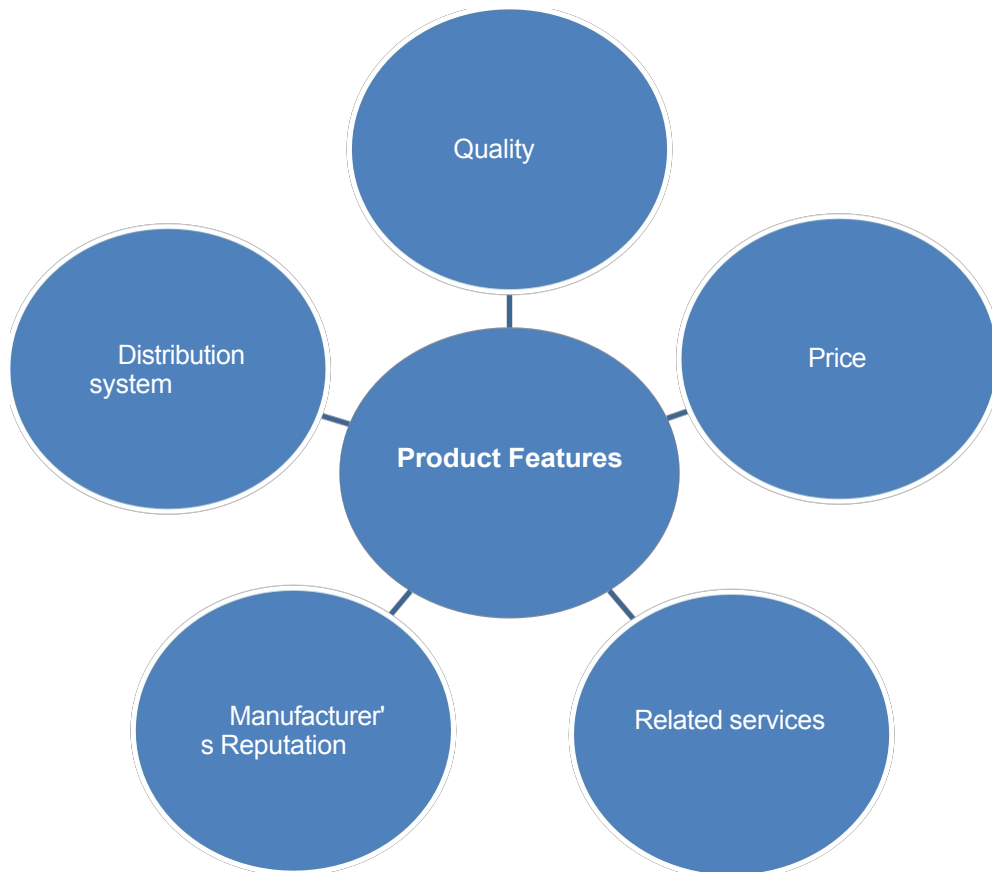 Quality
Distribution
system
Price
Product Features
Manufacturer'
s Reputation
Related services